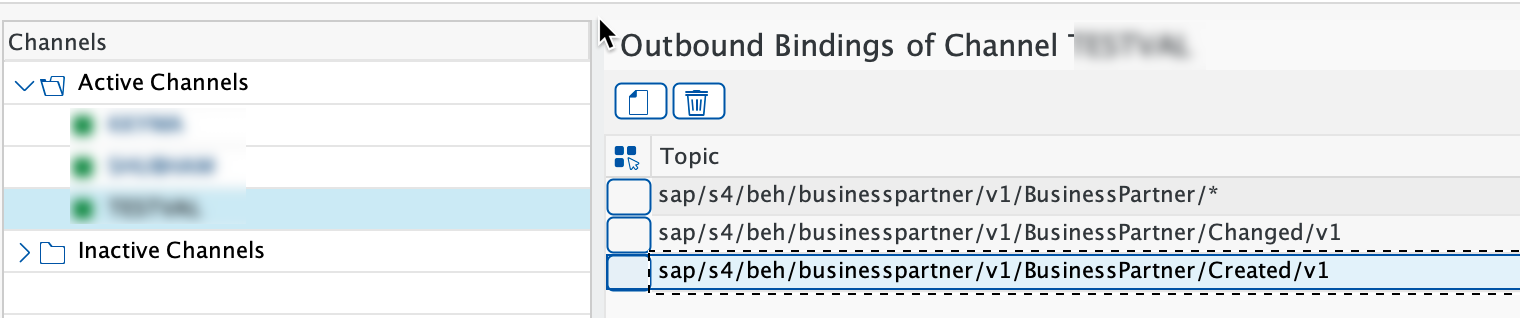 Channels
Active Channels
Inactive Channels
Outbound Bindings of Channel
Topic
sap/s4/beh/businesspartner/v1/BusinessPartner/*
sap/s4/beh/businesspartner/v1/BusinessPartner/Changed/v1
sap/s4/beh/businesspartner/v1/BusinessPartner/Created/v1